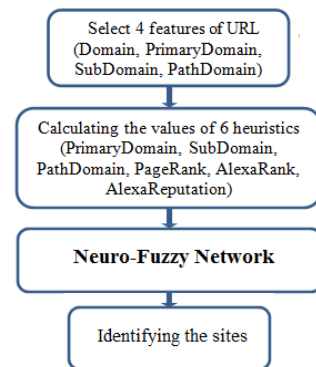 Select 4 features of URL
(Domain, PrimaryDomain,
SubDomain, PathDomain)
Calculating the values of 6 heuristics
(PrimaryDomain, SubDomain,
PathDomain, PageRank, AlexaRank,
AlexaReputation)
Neuro-Fuzzy Network
Identifying the sites